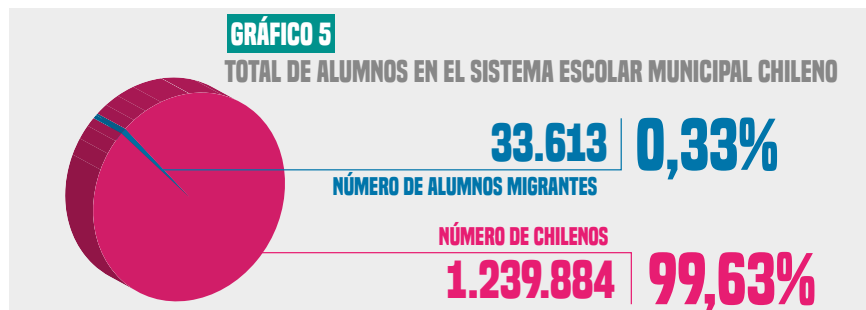 GRÁFICO 5
TOTAL DE ALUMNOS EN EL SISTEMA ESCOLAR MUNICIPAL CHILENO
33.613 0,33%
NÚMERO DE ALUMNOS MIGRANTES
NÚMERO DE CHILENOS
1.239.884 99,63%